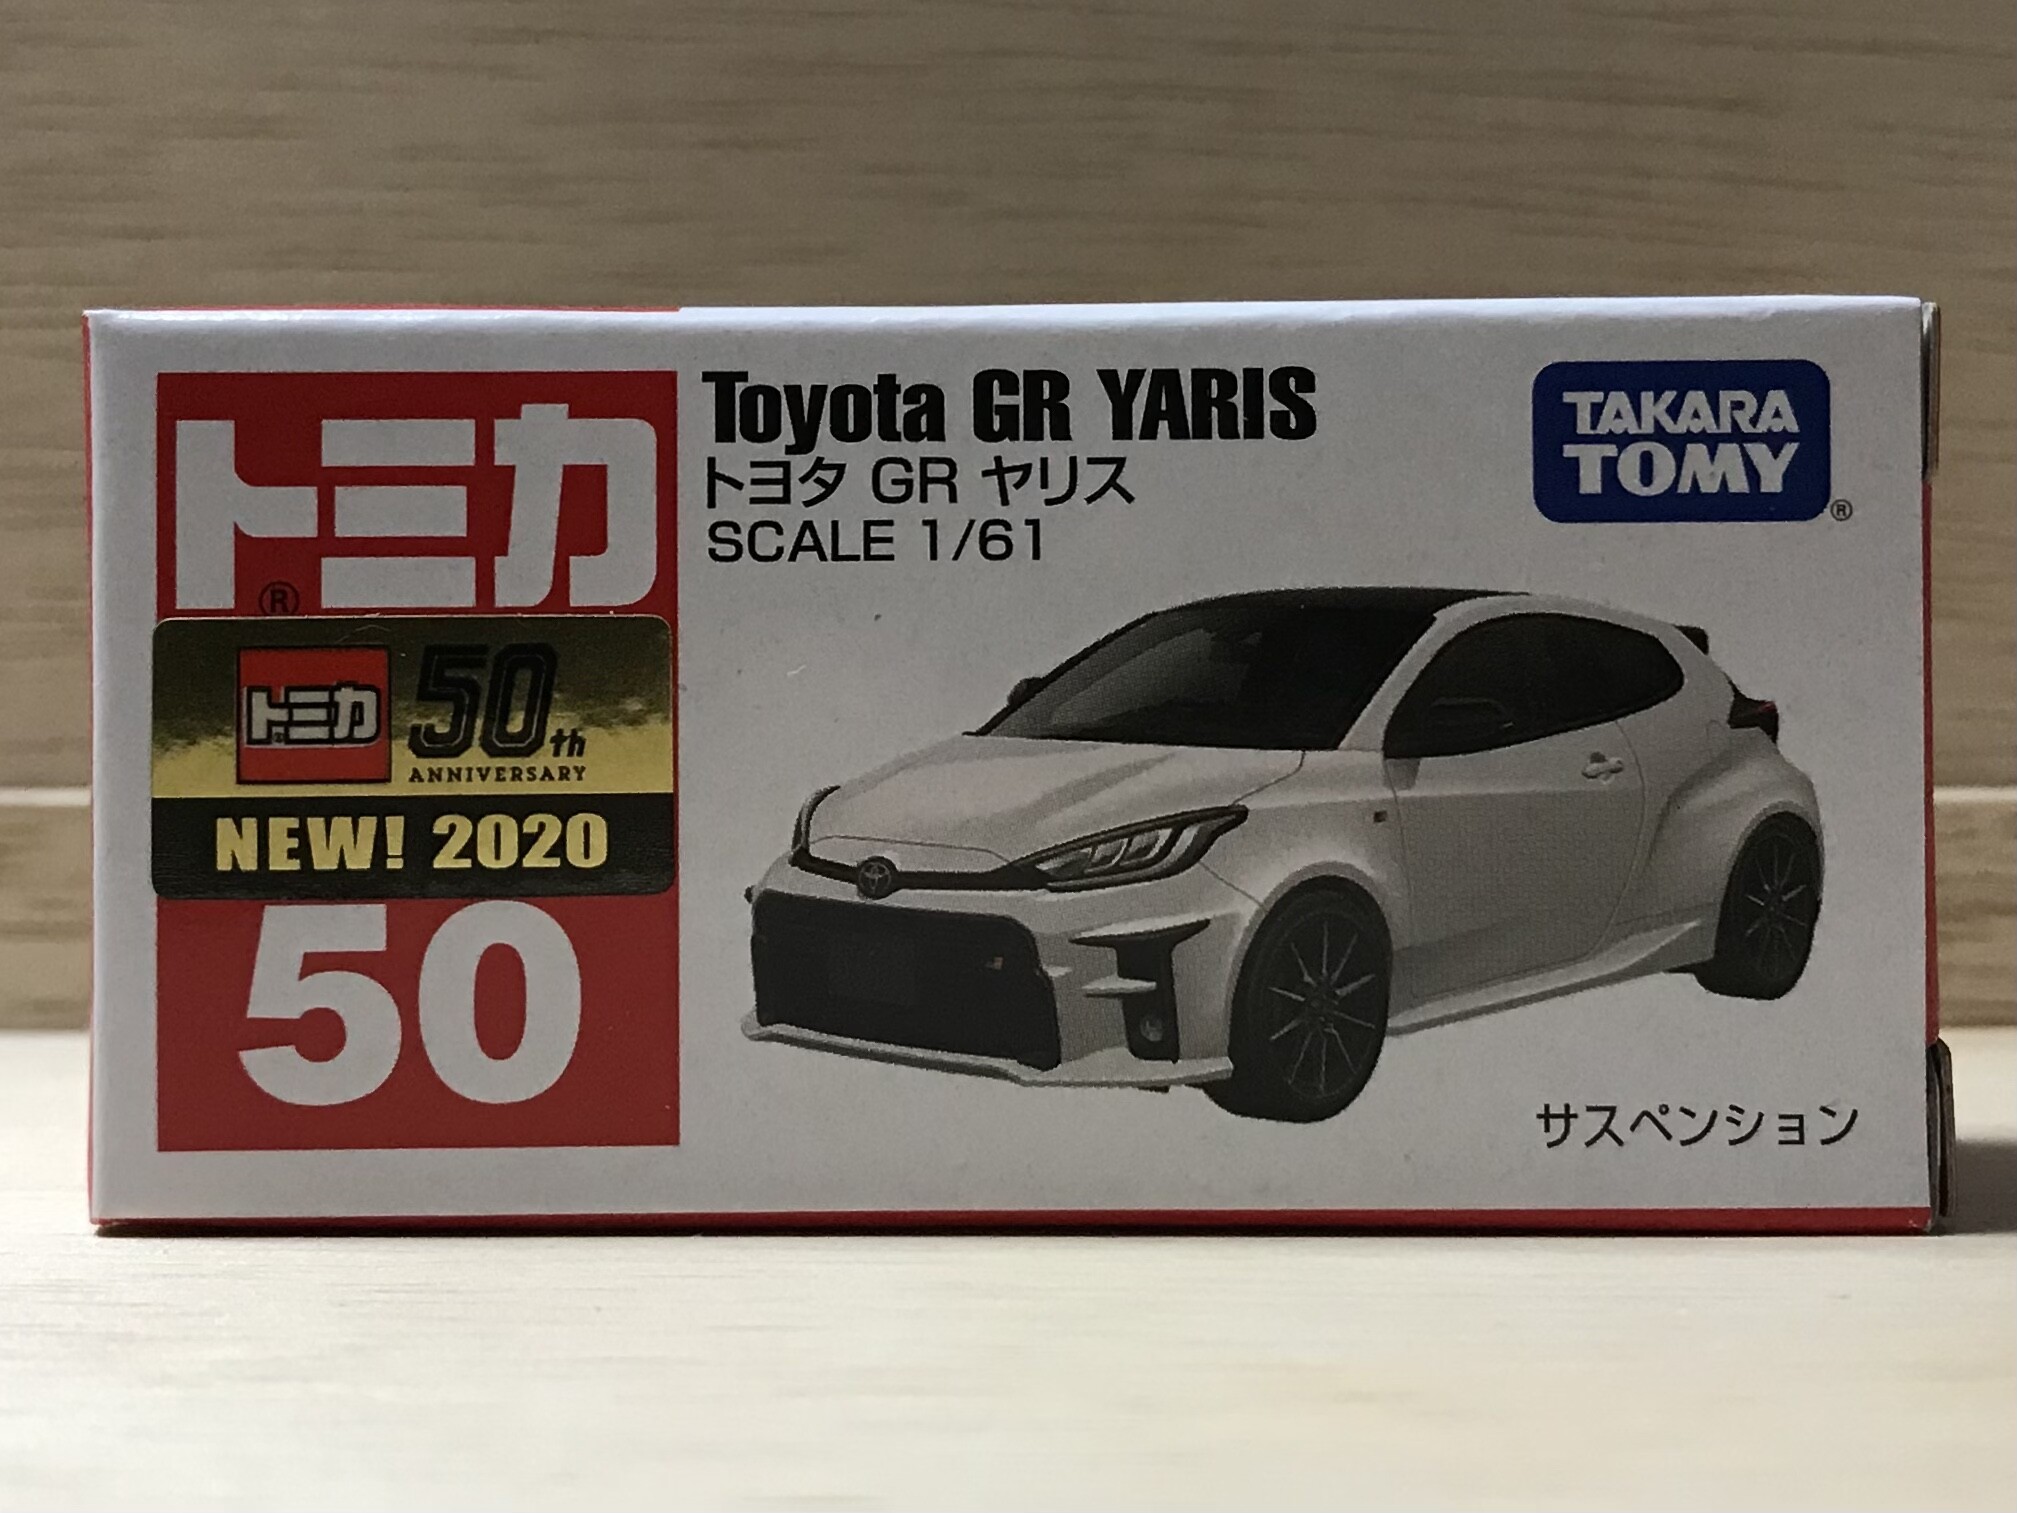 トミカ
®
トミカ
50th
ANNIVERSARY
NEW! 2020
50
Toyota GR YARIS
トヨタ GR ヤリス
SCALE 1/61
TAKARA
TOMY
®
サスペンション